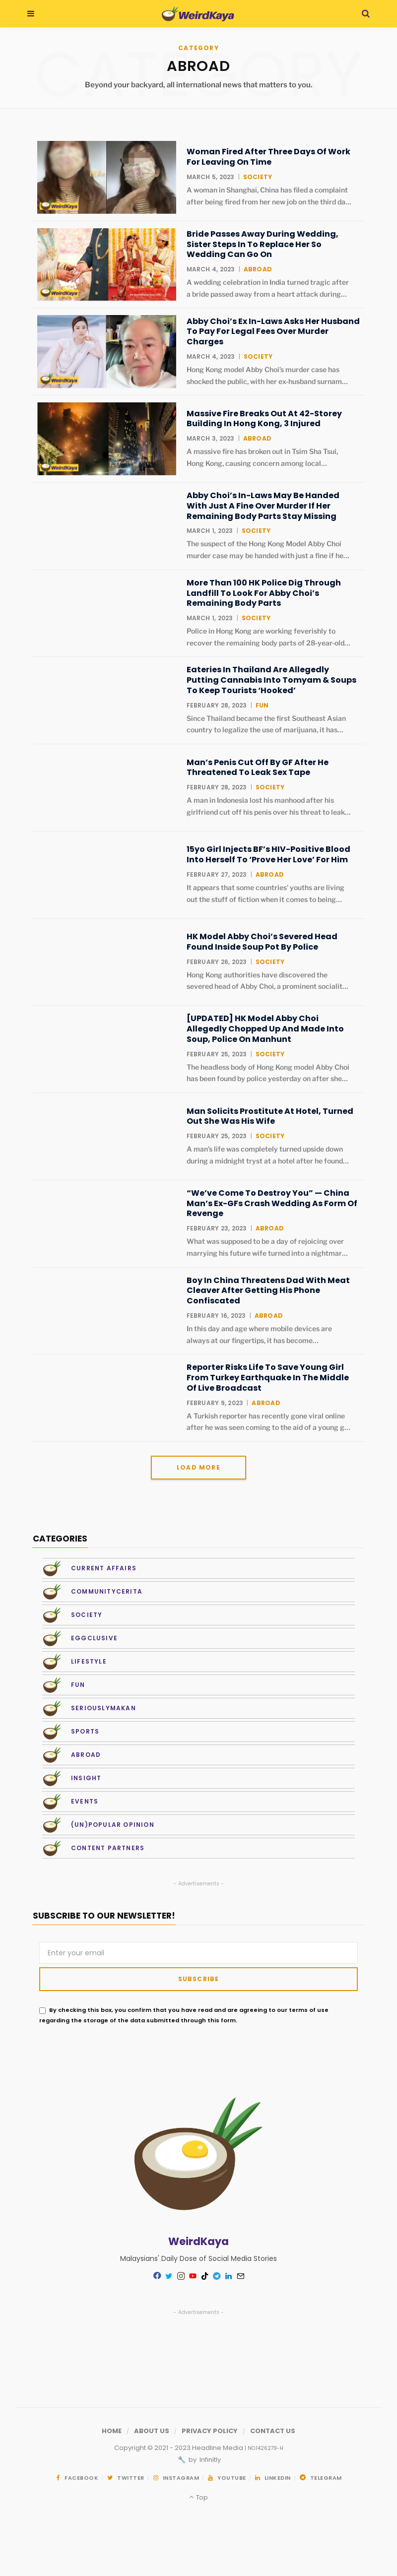 WeirdKaya
CATEGORY
CATEGORY
ABROAD
Beyond your backyard, all international news that matters to you.
WeirdKaya
Woman Fired After Three Days Of Work
For Leaving On Time
MARCH 5, 2023 | SOCIETY
A woman in Shanghai, China has filed a complaint
after being fired from her new job on the third da...
WeirdKaya
Bride Passes Away During Wedding,
Sister Steps In To Replace Her So
Wedding Can Go On
MARCH 4, 2023 | ABROAD
A wedding celebration in India turned tragic after
a bride passed away from a heart attack during...
WeirdKaya
Abby Choi’s Ex In-Laws Asks Her Husband
To Pay For Legal Fees Over Murder
Charges
MARCH 4, 2023 | SOCIETY
Hong Kong model Abby Choi’s murder case has
shocked the public, with her ex-husband surnam...
WeirdKaya
Massive Fire Breaks Out At 42-Storey
Building In Hong Kong, 3 Injured
MARCH 3, 2023 | ABROAD
A massive fire has broken out in Tsim Sha Tsui,
Hong Kong, causing concern among local...
Abby Choi’s In-Laws May Be Handed
With Just A Fine Over Murder If Her
Remaining Body Parts Stay Missing
MARCH 1, 2023 | SOCIETY
The suspect of the Hong Kong Model Abby Choi
murder case may be handed with just a fine if he...
More Than 100 HK Police Dig Through
Landfill To Look For Abby Choi’s
Remaining Body Parts
MARCH 1, 2023 | SOCIETY
Police in Hong Kong are working feverishly to
recover the remaining body parts of 28-year-old...
Eateries In Thailand Are Allegedly
Putting Cannabis Into Tomyam & Soups
To Keep Tourists ‘Hooked’
FEBRUARY 28, 2023 | FUN
Since Thailand became the first Southeast Asian
country to legalize the use of marijuana, it has...
Man’s Penis Cut Off By GF After He
Threatened To Leak Sex Tape
FEBRUARY 28, 2023 | SOCIETY
A man in Indonesia lost his manhood after his
girlfriend cut off his penis over his threat to leak...
15yo Girl Injects BF’s HIV-Positive Blood
Into Herself To ‘Prove Her Love’ For Him
FEBRUARY 27, 2023 | ABROAD
It appears that some countries’ youths are living
out the stuff of fiction when it comes to being...
HK Model Abby Choi’s Severed Head
Found Inside Soup Pot By Police
FEBRUARY 26, 2023 | SOCIETY
Hong Kong authorities have discovered the
severed head of Abby Choi, a prominent socialit...
[UPDATED] HK Model Abby Choi
Allegedly Chopped Up And Made Into
Soup, Police On Manhunt
FEBRUARY 25, 2023 | SOCIETY
The headless body of Hong Kong model Abby Choi
has been found by police yesterday on after she...
Man Solicits Prostitute At Hotel, Turned
Out She Was His Wife
FEBRUARY 25, 2023 | SOCIETY
A man’s life was completely turned upside down
during a midnight tryst at a hotel after he found...
“We’ve Come To Destroy You” — China
Man’s Ex-GFs Crash Wedding As Form Of
Revenge
FEBRUARY 23, 2023 | ABROAD
What was supposed to be a day of rejoicing over
marrying his future wife turned into a nightmar...
Boy In China Threatens Dad With Meat
Cleaver After Getting His Phone
Confiscated
FEBRUARY 16, 2023 | ABROAD
In this day and age where mobile devices are
always at our fingertips, it has become...
Reporter Risks Life To Save Young Girl
From Turkey Earthquake In The Middle
Of Live Broadcast
FEBRUARY 9, 2023 | ABROAD
A Turkish reporter has recently gone viral online
after he was seen coming to the aid of a young g...
LOAD MORE
CATEGORIES
CURRENT AFFAIRS
COMMUNITYCERITA
SOCIETY
EGGCLUSIVE
LIFESTYLE
FUN
SERIOUSLYMAKAN
SPORTS
ABROAD
INSIGHT
EVENTS
(UN)POPULAR OPINION
CONTENT PARTNERS
- Advertisements -
SUBSCRIBE TO OUR NEWSLETTER!
Enter your email
SUBSCRIBE
By checking this box, you confirm that you have read and are agreeing to our terms of use
regarding the storage of the data submitted through this form.
WeirdKaya
Malaysians' Daily Dose of Social Media Stories
- Advertisements -
HOME / ABOUT US / PRIVACY POLICY / CONTACT US
Copyright © 2021 - 2023 Headline Media | NO.1426279-H
by Infinitly
FACEBOOK TWITTER INSTAGRAM YOUTUBE LINKEDIN TELEGRAM
Top